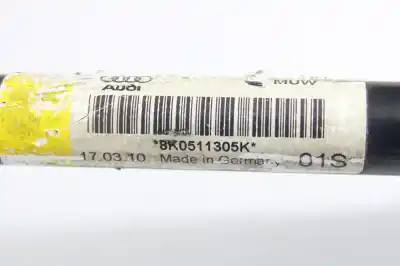 Audi MUW
*8K0511305K*
17.03.10 Made in Germany 01S